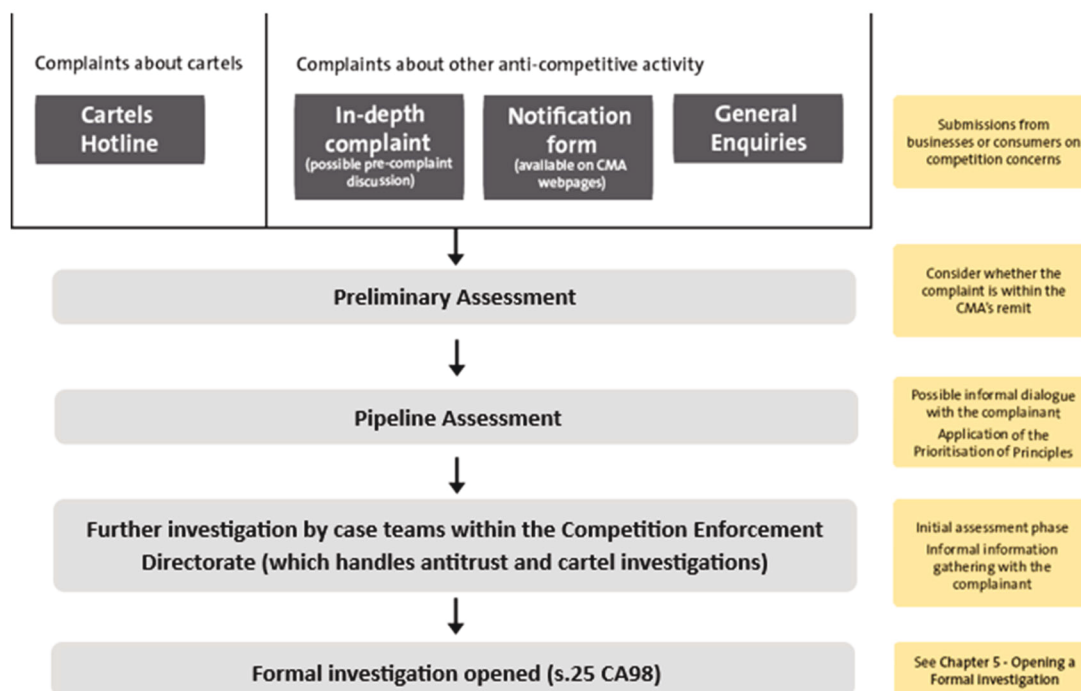 Complaints about cartels
Cartels
Hotline
Complaints about other anti-competitive activity
In-depth
complaint
(possible pre-complaint
discussion)
Notification
form
(available on CMA
webpages)
General
Enquiries
Submissions from
businesses or consumers on
competition concerns
Preliminary Assessment
Consider whether the
complaint is within the
CMA's remit
Pipeline Assessment
Possible informal dialogue
with the complainant
Application of the
Prioritisation of Principles
Further investigation by case teams within the Competition Enforcement
Directorate (which handles antitrust and cartel investigations)
Initial assessment phase
Informal information
gathering with the
complainant
Formal investigation opened (s.25 CA98)
See Chapter 5 - Opening a
Formal Investigation